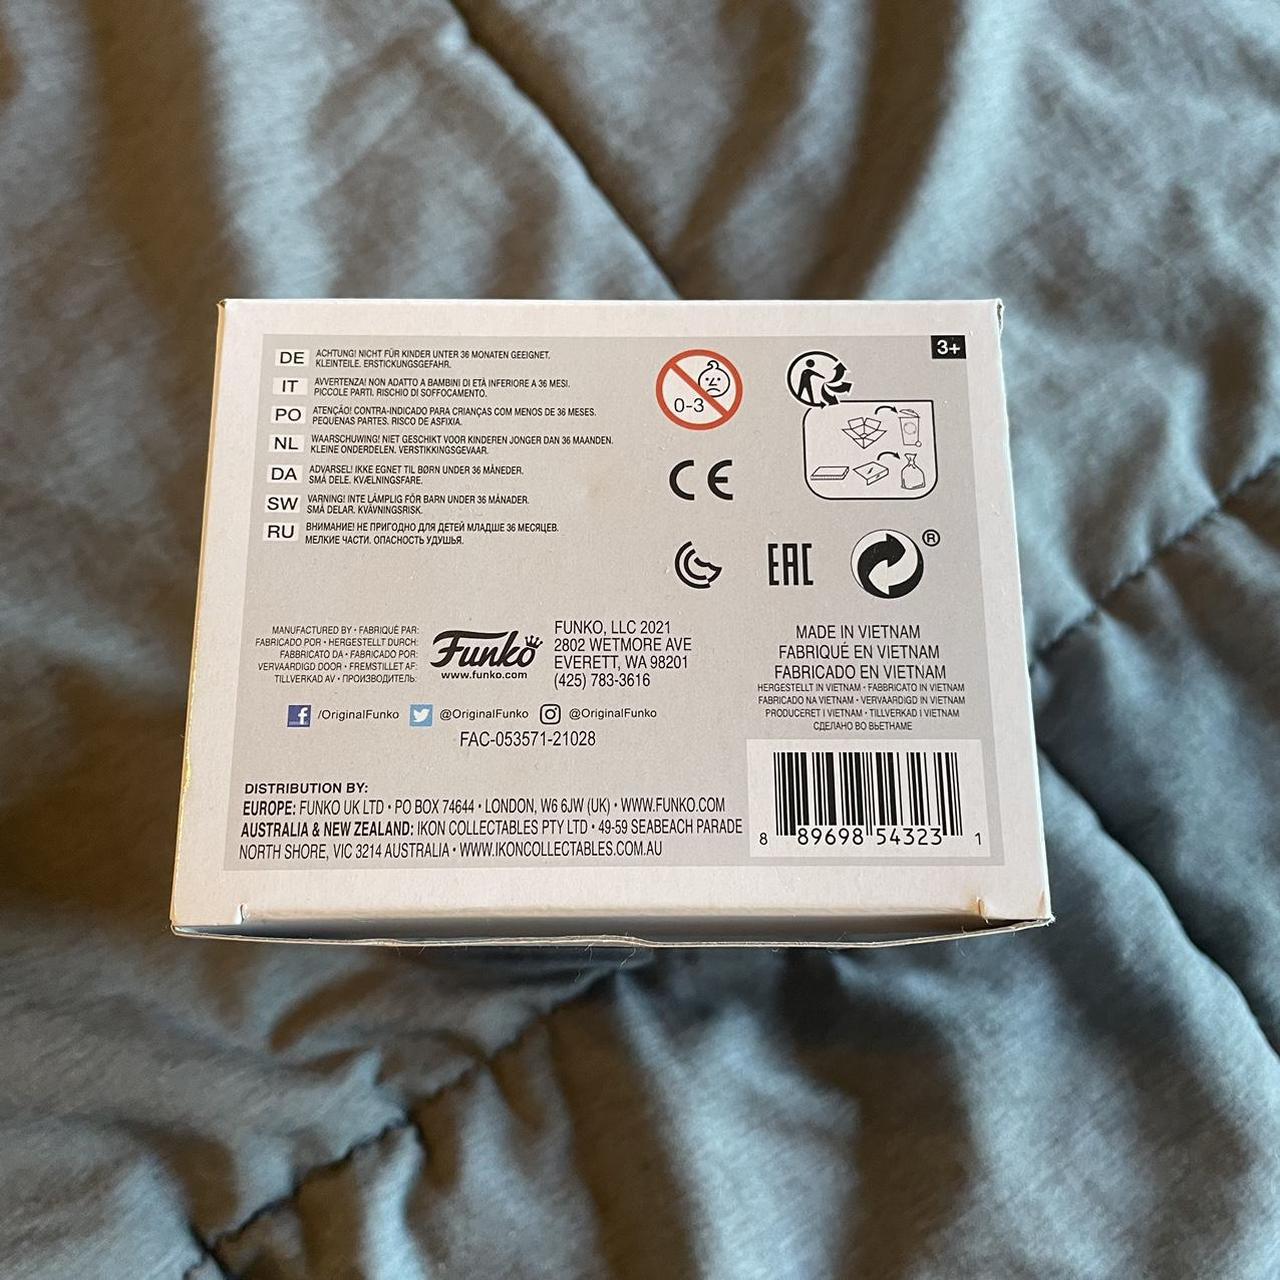 3+
DE ACHTUNG! NICHT FÜR KINDER UNTER 36 MONATEN GEEIGNET.
KLEINTEILE. ERSTICKUNGSGEFAHR.
IT AVVERTENZA! NON ADATTO A BAMBINI DI ETÀ INFERIORE A 36 MESI.
PICCOLE PARTI. RISCHIO DI SOFFOCAMENTO.
PO ATENÇÃO! CONTRA-INDICADO PARA CRIANÇAS COM MENOS DE 36 MESES.
PEQUENAS PARTES. RISCO DE ASFIXIA.
NL WAARSCHUWING! NIET GESCHIKT VOOR KINDEREN JONGER DAN 36 MAANDEN.
KLEINE ONDERDELEN. VERSTIKKINGSGEVAAR.
DA ADVARSEL! IKKE EGNET TIL BØRN UNDER 36 MÅNEDER.
SMÅ DELE. KVÆLNINGSFARE.
SW VARNING! INTE LÄMPLIG FÖR BARN UNDER 36 MÅNADER.
SMÅ DELAR. KVÄVNINGSRISK.
RU ВНИМАНИЕ! НЕ ПРИГОДНО ДЛЯ ДЕТЕЙ МЛАДШЕ 36 МЕСЯЦЕВ.
МЕЛКИЕ ЧАСТИ. ОПАСНОСТЬ УДУШЬЯ.
0-3
CE
EAC
®
MANUFACTURED BY • FABRIQUÉ PAR:
FABRICADO POR • HERGESTELLT DURCH:
FABBRICATO DA • FABRICADO POR:
VERVAARDIGD DOOR • FREMSTILLET AF:
TILLVERKAD AV • ПРОИЗВОДИТЕЛЬ:
Funko
www.funko.com
FUNKO, LLC 2021
2802 WETMORE AVE
EVERETT, WA 98201
(425) 783-3616
/OriginalFunko @OriginalFunko @OriginalFunko
FAC-053571-21028
MADE IN VIETNAM
FABRIQUÉ EN VIETNAM
FABRICADO EN VIETNAM
HERGESTELLT IN VIETNAM • FABBRICATO IN VIETNAM
FABRICADO NA VIETNAM • VERVAARDIGD IN VIETNAM
PRODUCERET I VIETNAM • TILLVERKAD I VIETNAM
СДЕЛАНО ВО ВЬЕТНАМЕ
DISTRIBUTION BY:
EUROPE: FUNKO UK LTD • PO BOX 74644 • LONDON, W6 6JW (UK) • WWW.FUNKO.COM
AUSTRALIA & NEW ZEALAND: IKON COLLECTABLES PTY LTD • 49-59 SEABEACH PARADE
NORTH SHORE, VIC 3214 AUSTRALIA • WWW.IKONCOLLECTABLES.COM.AU
8 89698 54323 1